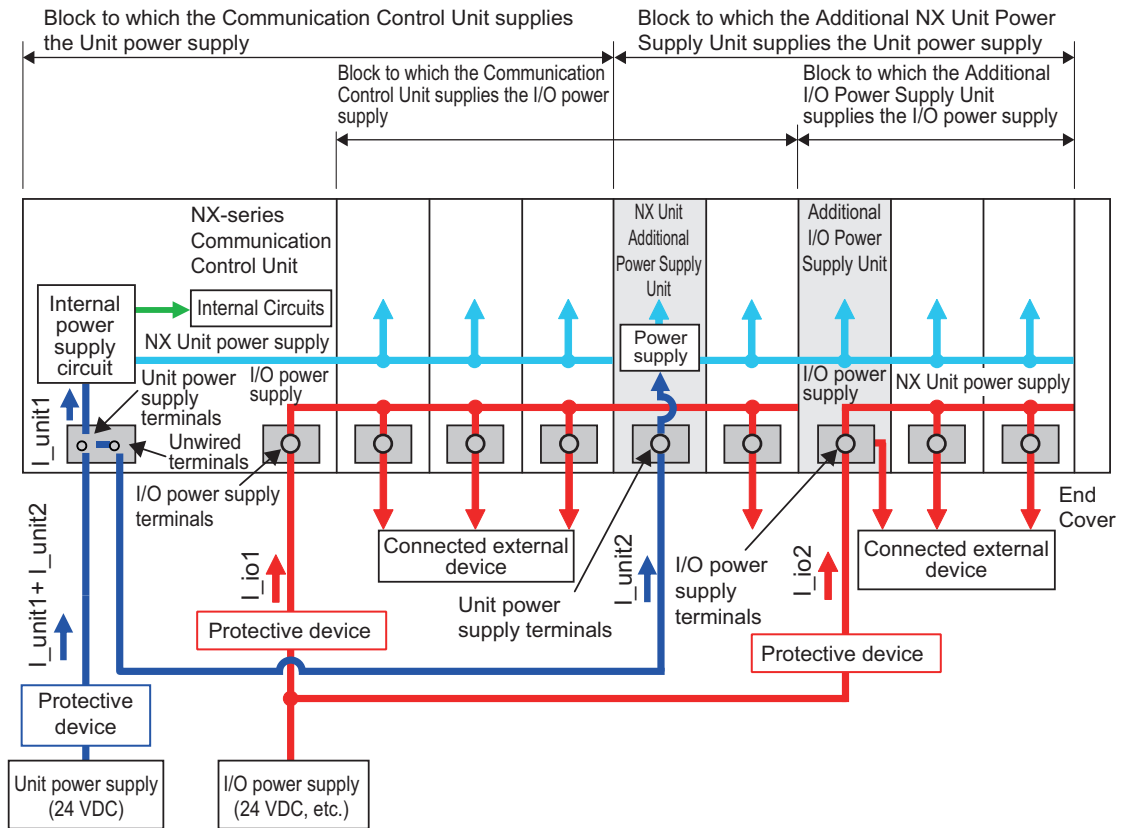 Block to which the Communication Control Unit supplies
the Unit power supply
Block to which the Additional NX Unit Power
Supply Unit supplies the Unit power supply
Block to which the Communication
Control Unit supplies the I/O power
supply
Block to which the Additional
I/O Power Supply Unit
supplies the I/O power supply
NX-series
Communication
Control Unit
NX Unit
Additional
Power Supply
Unit
Additional
I/O Power
Supply Unit
Internal
power
supply
circuit
Internal Circuits
NX Unit power supply
Power
supply
I/O power
supply
I/O power
supply
NX Unit power supply
I_unit1
Unit power
supply
terminals
Unwired
terminals
I/O power supply
terminals
I_unit1+ I_unit2
I_io1
Connected external
device
I_unit2
Unit power
supply terminals
I/O power
supply
terminals
I_io2
Connected external
device
End
Cover
Protective device
Protective device
Protective
device
Unit power supply
(24 VDC)
I/O power supply
(24 VDC, etc.)